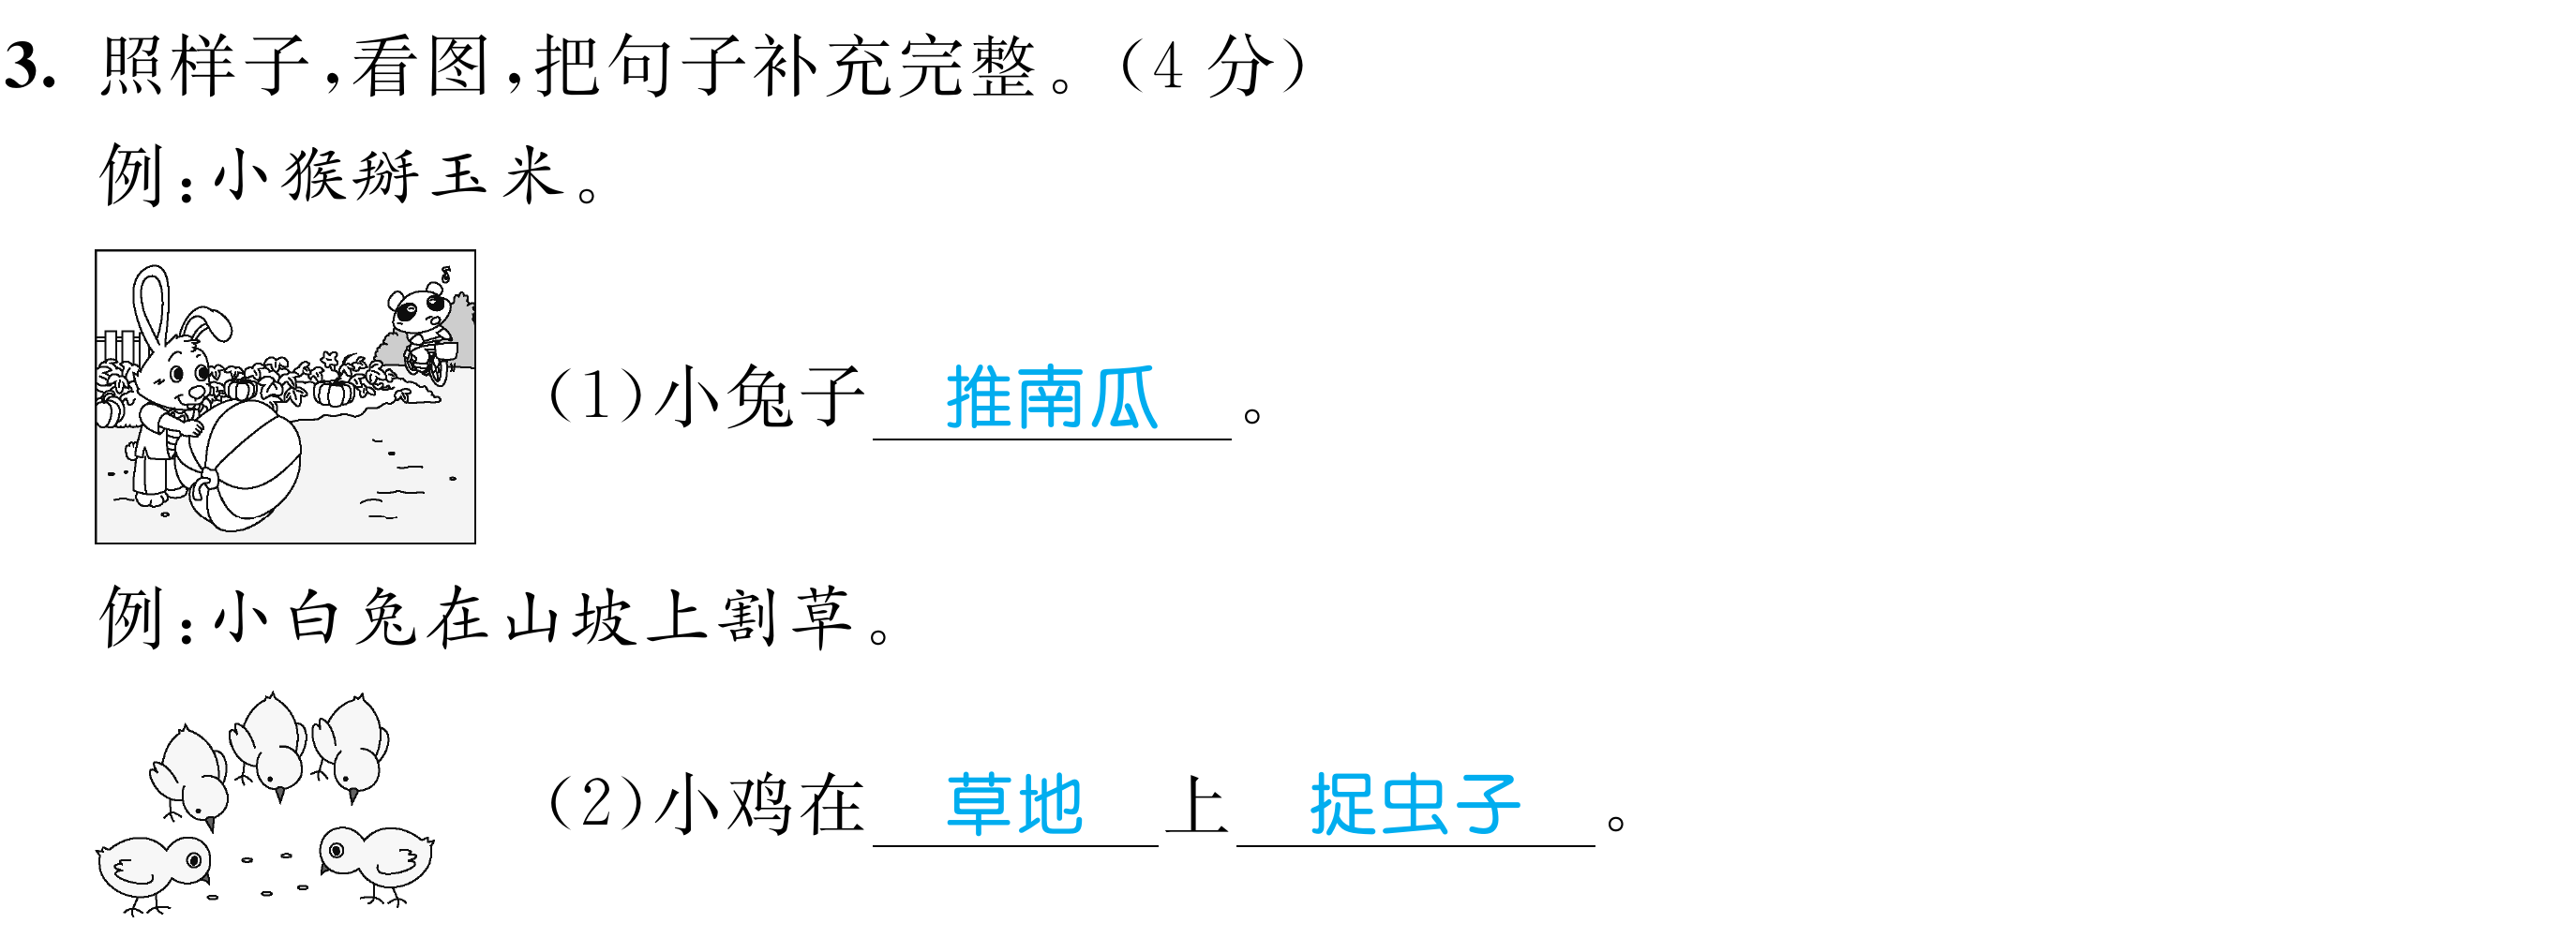 3. 照样子,看图,把句子补充完整。(4 分)
例:小猴掰玉米。
(1)小兔子 推南瓜 。
例:小白兔在山坡上割草。
(2)小鸡在 草地 上 捉虫子 。